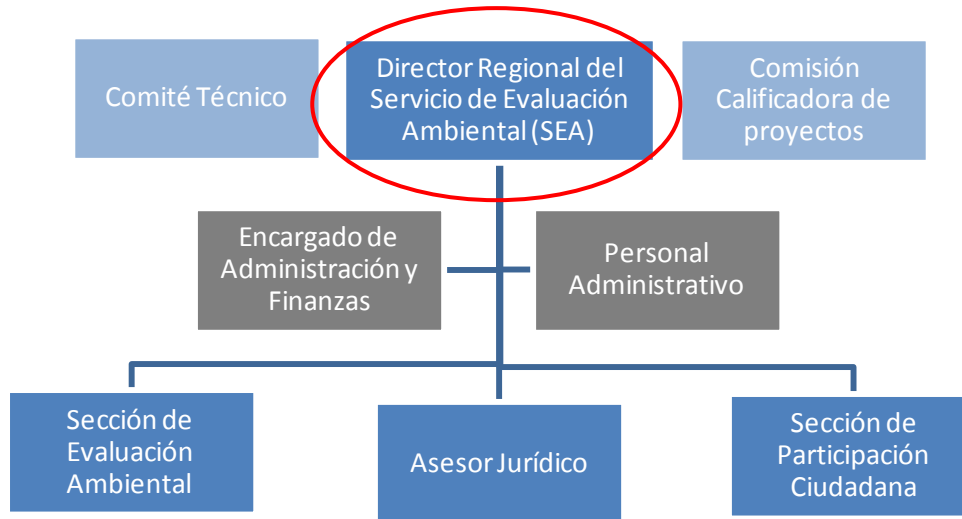 Comité Técnico
Director Regional del
Servicio de Evaluación
Ambiental (SEA)
Comisión
Calificadora de
proyectos
Encargado de
Administración y
Finanzas
Personal
Administrativo
Sección de
Evaluación
Ambiental
Asesor Jurídico
Sección de
Participación
Ciudadana